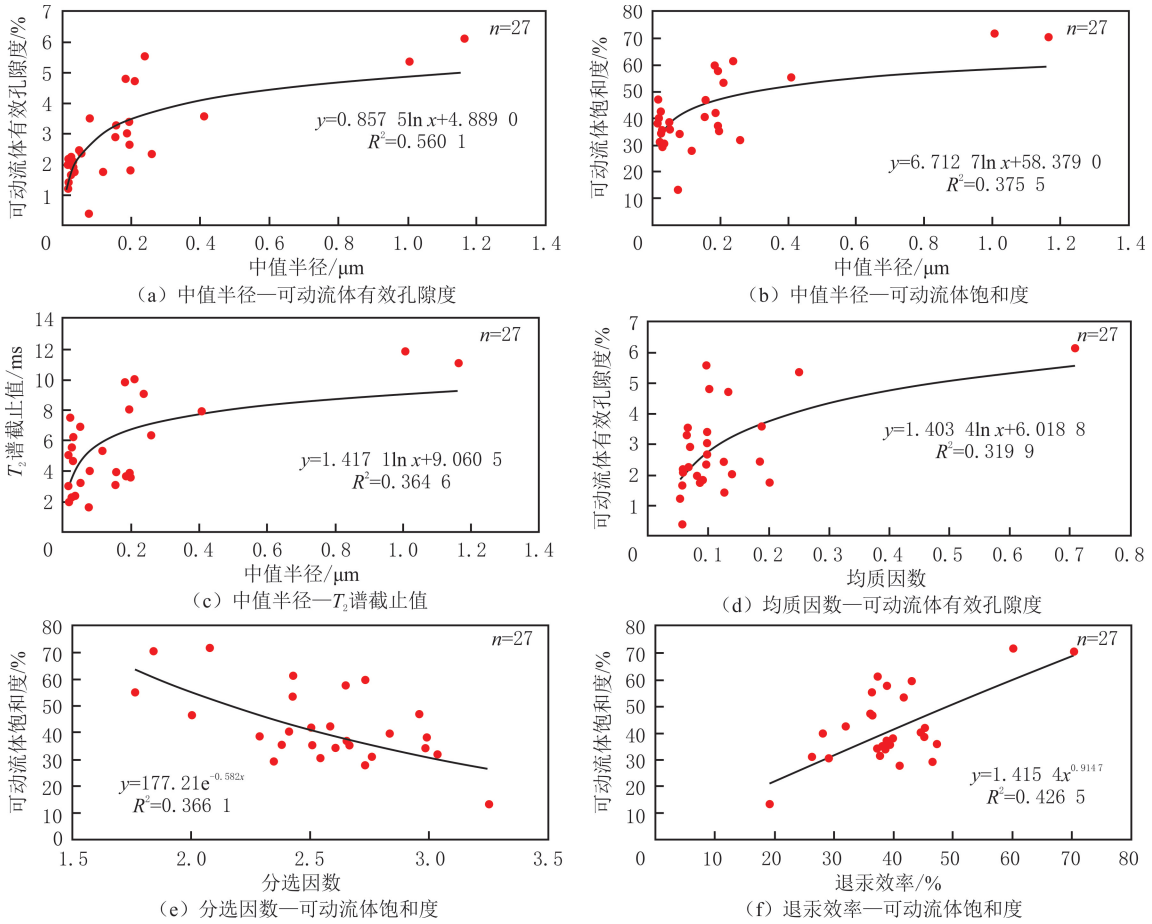 7
6
5
4
3
2
1
0
0.2
0.4
0.6
0.8
1.0
1.2
1.4
可动流体有效孔隙度/%
n=27
y=0.857 5ln x+4.889 0
R²=0.560 1
中值半径/μm
（a）中值半径—可动流体有效孔隙度
80
70
60
50
40
30
20
10
0
0.2
0.4
0.6
0.8
1.0
1.2
1.4
可动流体饱和度/%
n=27
y=6.712 7ln x+58.379 0
R²=0.375 5
中值半径/μm
（b）中值半径—可动流体饱和度
14
12
10
8
6
4
2
0
0.2
0.4
0.6
0.8
1.0
1.2
1.4
T₂谱截止值/ms
n=27
y=1.417 1ln x+9.060 5
R²=0.364 6
中值半径/μm
（c）中值半径—T₂谱截止值
7
6
5
4
3
2
1
0
0.1
0.2
0.3
0.4
0.5
0.6
0.7
0.8
可动流体有效孔隙度/%
n=27
y=1.403 4ln x+6.018 8
R²=0.319 9
均质因数
（d）均质因数—可动流体有效孔隙度
80
70
60
50
40
30
20
10
0
1.5
2.0
2.5
3.0
3.5
可动流体饱和度/%
n=27
y=177.21e⁻⁰·⁵⁸²ˣ
R²=0.366 1
分选因数
（e）分选因数—可动流体饱和度
80
70
60
50
40
30
20
10
0
10
20
30
40
50
60
70
80
可动流体饱和度/%
n=27
y=1.415 4x⁰·⁹¹⁴⁷
R²=0.426 5
退汞效率/%
（f）退汞效率—可动流体饱和度